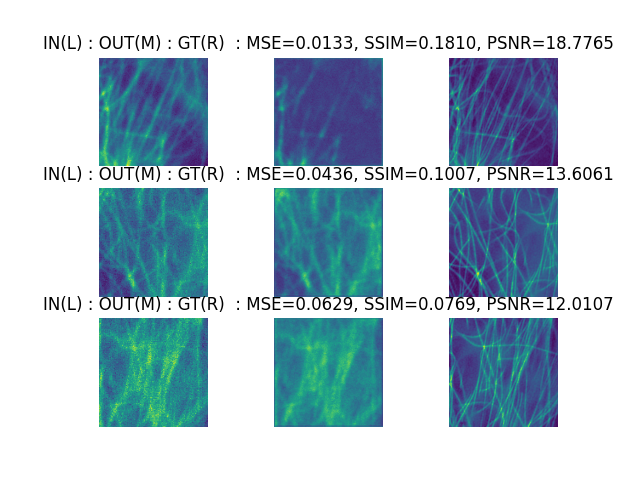 IN(L) : OUT(M) : GT(R)  : MSE=0.0133, SSIM=0.1810, PSNR=18.7765
IN(L) : OUT(M) : GT(R)  : MSE=0.0436, SSIM=0.1007, PSNR=13.6061
IN(L) : OUT(M) : GT(R)  : MSE=0.0629, SSIM=0.0769, PSNR=12.0107